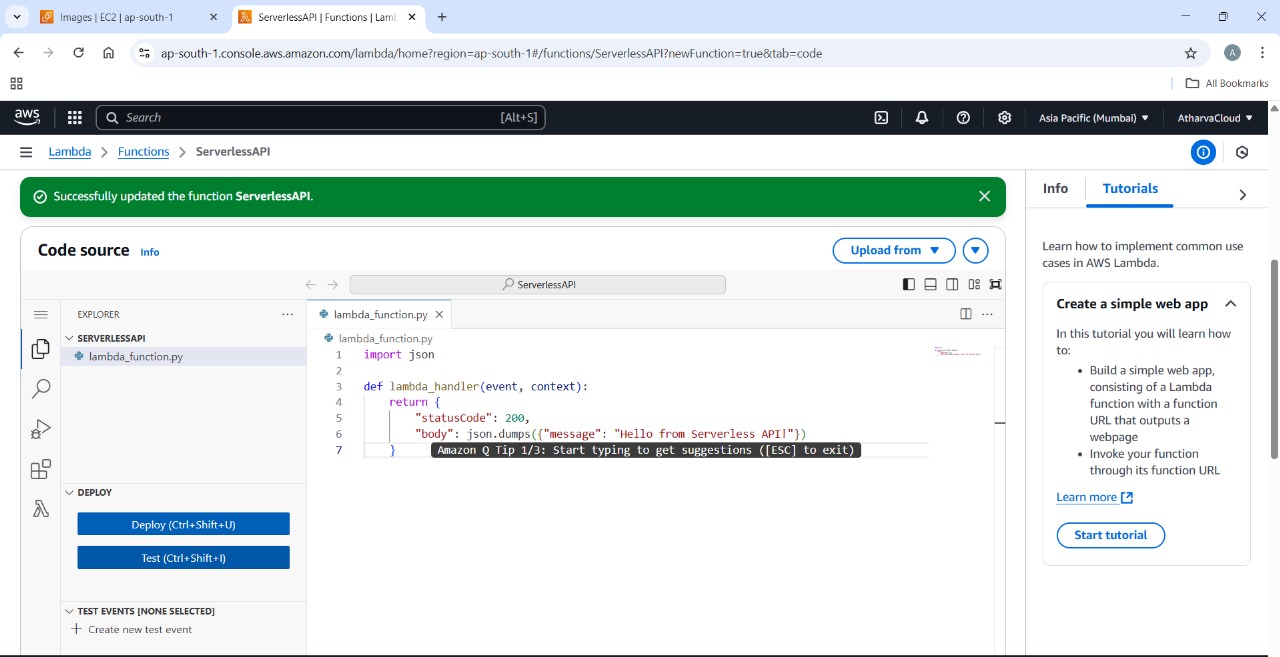 Images | EC2 | ap-south-1
ServerlessAPI | Functions | Lamb
ap-south-1.console.aws.amazon.com/lambda/home?region=ap-south-1#/functions/ServerlessAPI?newFunction=true&tab=code
A
All Bookmarks
aws
Search
[Alt+S]
Asia Pacific (Mumbai)
AtharvaCloud
Lambda
Functions
ServerlessAPI
Successfully updated the function ServerlessAPI.
Info
Tutorials
Code source
Info
Upload from
ServerlessAPI
EXPLORER
SERVERLESSAPI
lambda_function.py
lambda_function.py
lambda_function.py
1 import json
2
3 def lambda_handler(event, context):
4 return {
5 "statusCode": 200,
6 "body": json.dumps({"message": "Hello from Serverless API!"})
7 }
Amazon Q Tip 1/3: Start typing to get suggestions ([ESC] to exit)
DEPLOY
Deploy (Ctrl+Shift+U)
Test (Ctrl+Shift+I)
TEST EVENTS [NONE SELECTED]
Create new test event
Learn how to implement common use
cases in AWS Lambda.
Create a simple web app
In this tutorial you will learn how
to:
• Build a simple web app,
consisting of a Lambda
function with a function
URL that outputs a
webpage
• Invoke your function
through its function URL
Learn more
Start tutorial